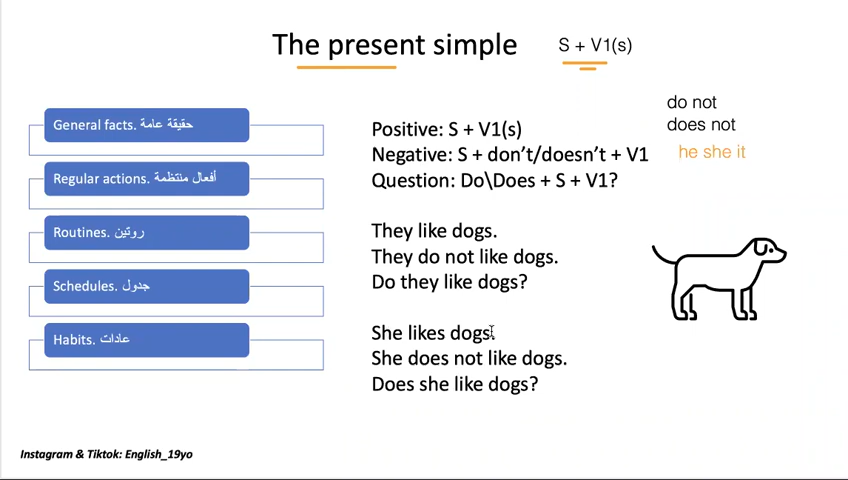 The present simple
S + V1(s)
do not
does not
he she it
General facts. حقيقة عامة
Regular actions. أفعال منتظمة
Routines. روتين
Schedules. جدول
Habits. عادات
Positive: S + V1(s)
Negative: S + don't/doesn't + V1
Question: Do\Does + S + V1?
They like dogs.
They do not like dogs.
Do they like dogs?
She likes dogs.
She does not like dogs.
Does she like dogs?
Instagram & Tiktok: English_19yo